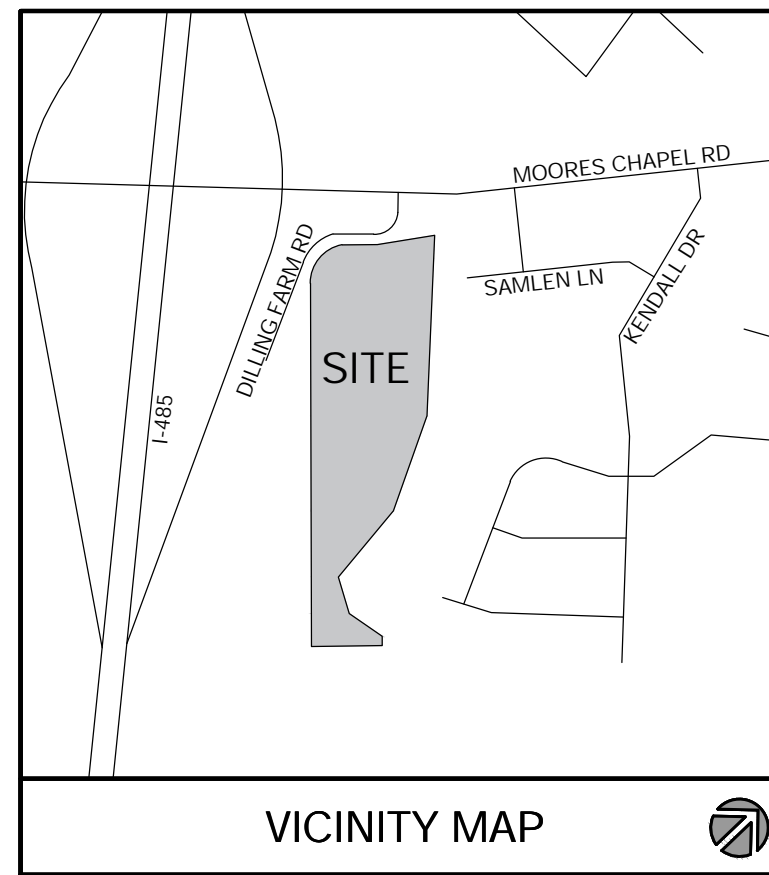 MOORES CHAPEL RD
DILLING FARM RD
SAMLEN LN
KENDALL DR
SITE
I-485
VICINITY MAP